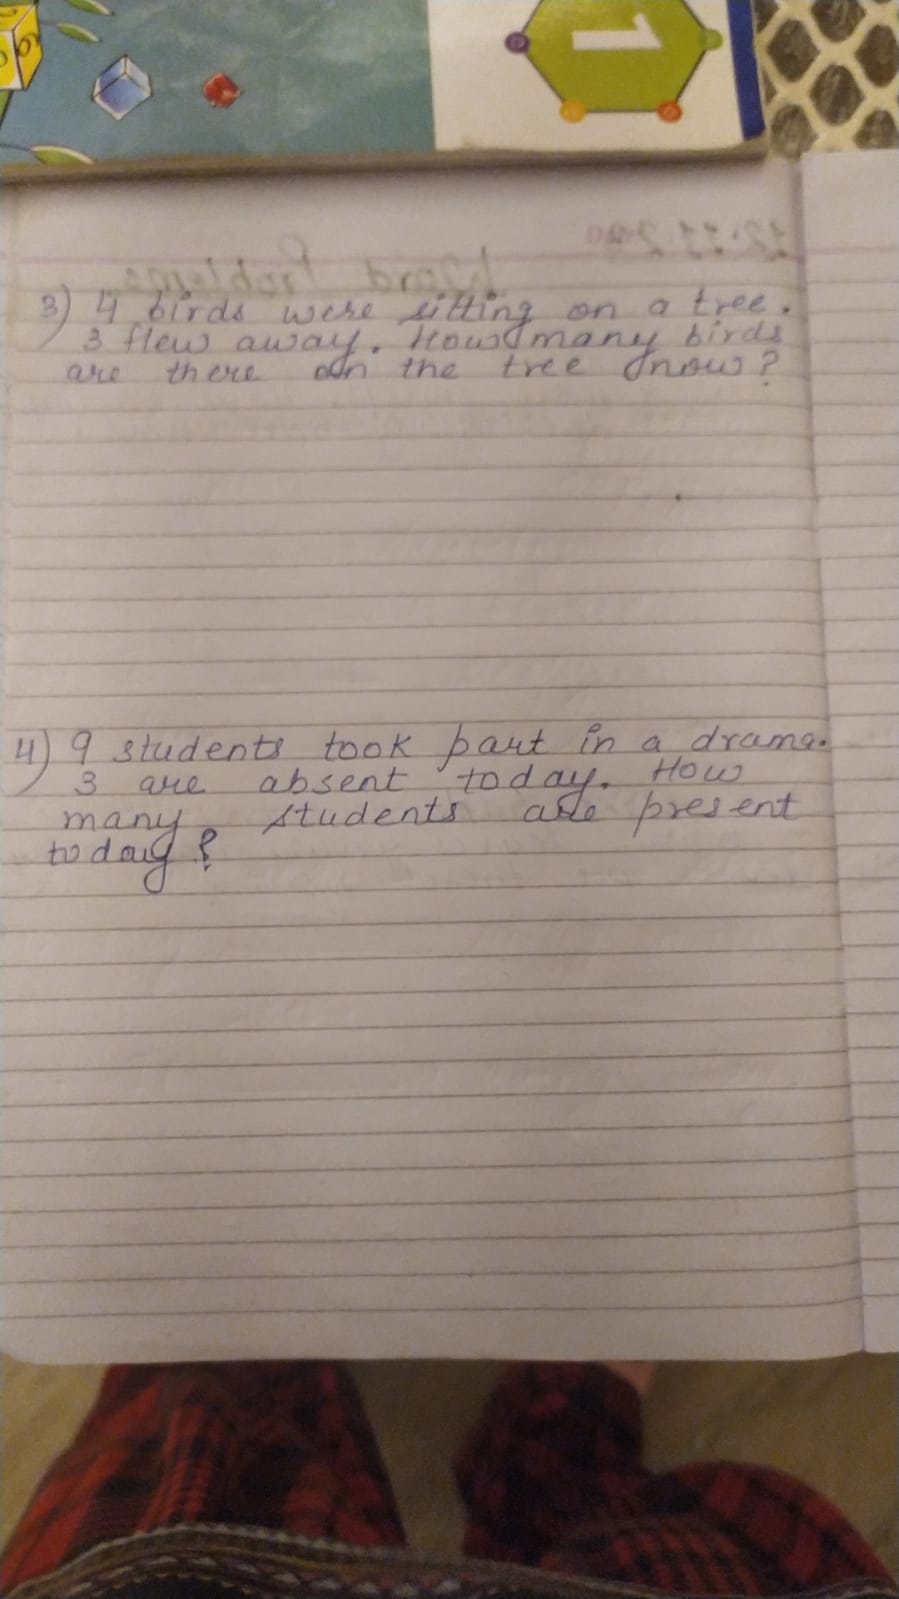 1
3) 4 birds were sitting on a tree.
3 flew away. How many birds
are there on the tree now?
4) 9 students took part in a drama.
3 are absent today. How
many students are present
today?